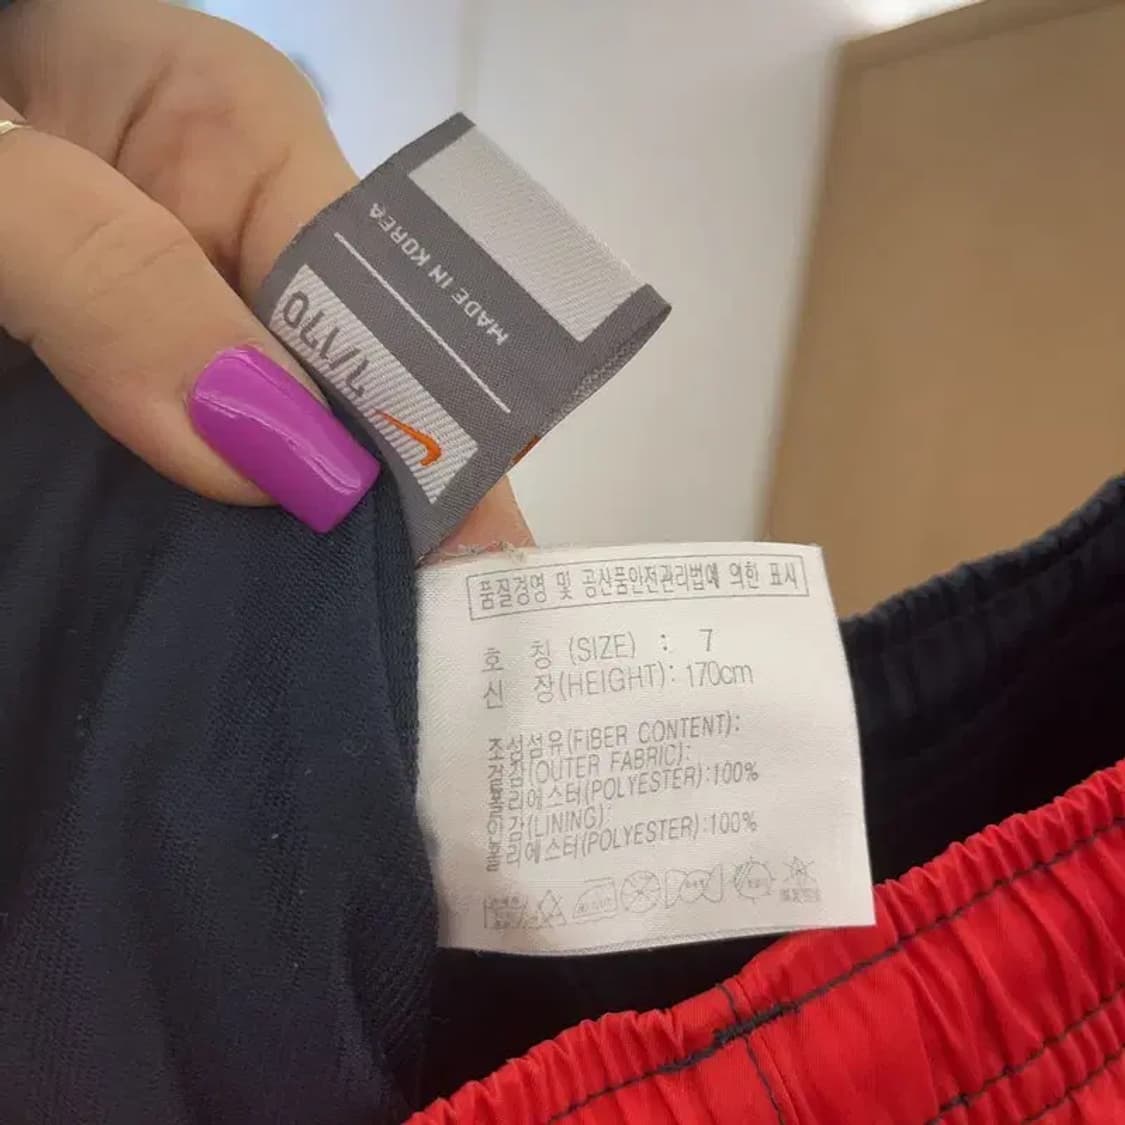 MADE IN KOREA
7/170
품질경영 및 공산품안전관리법에 의한 표시
호 칭 (SIZE) : 7
신 장(HEIGHT): 170cm
조성섬유(FIBER CONTENT):
겉감(OUTER FABRIC):
폴리에스터(POLYESTER):100%
안감(LINING):
폴리에스터(POLYESTER):100%